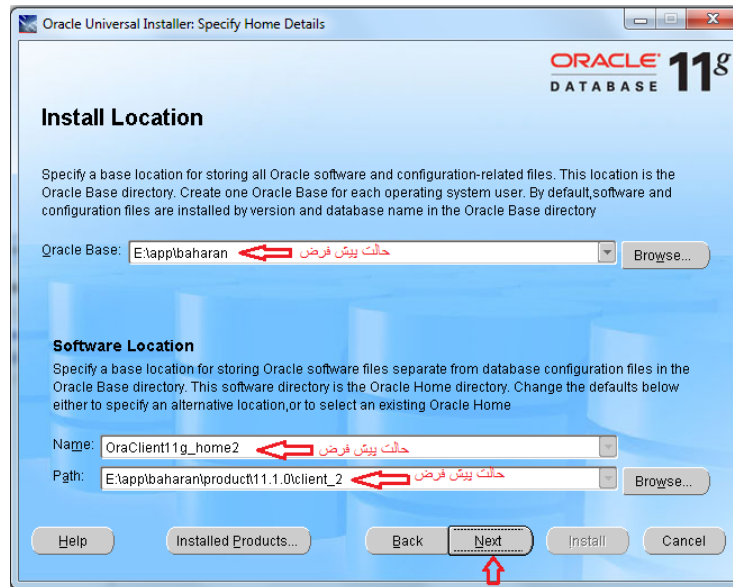 Oracle Universal Installer: Specify Home Details
ORACLE
DATABASE 11g
Install Location
Specify a base location for storing all Oracle software and configuration-related files. This location is the
Oracle Base directory. Create one Oracle Base for each operating system user. By default,software and
configuration files are installed by version and database name in the Oracle Base directory
Oracle Base: E:\app\baharan حالت پیش فرض Browse...
Software Location
Specify a base location for storing Oracle software files separate from database configuration files in the
Oracle Base directory. This software directory is the Oracle Home directory. Change the defaults below
either to specify an alternative location,or to select an existing Oracle Home
Name: OraClient11g_home2 حالت پیش فرض
Path: E:\app\baharan\product\11.1.0\client_2 حالت پیش فرض Browse...
Help Installed Products... Back Next Install Cancel